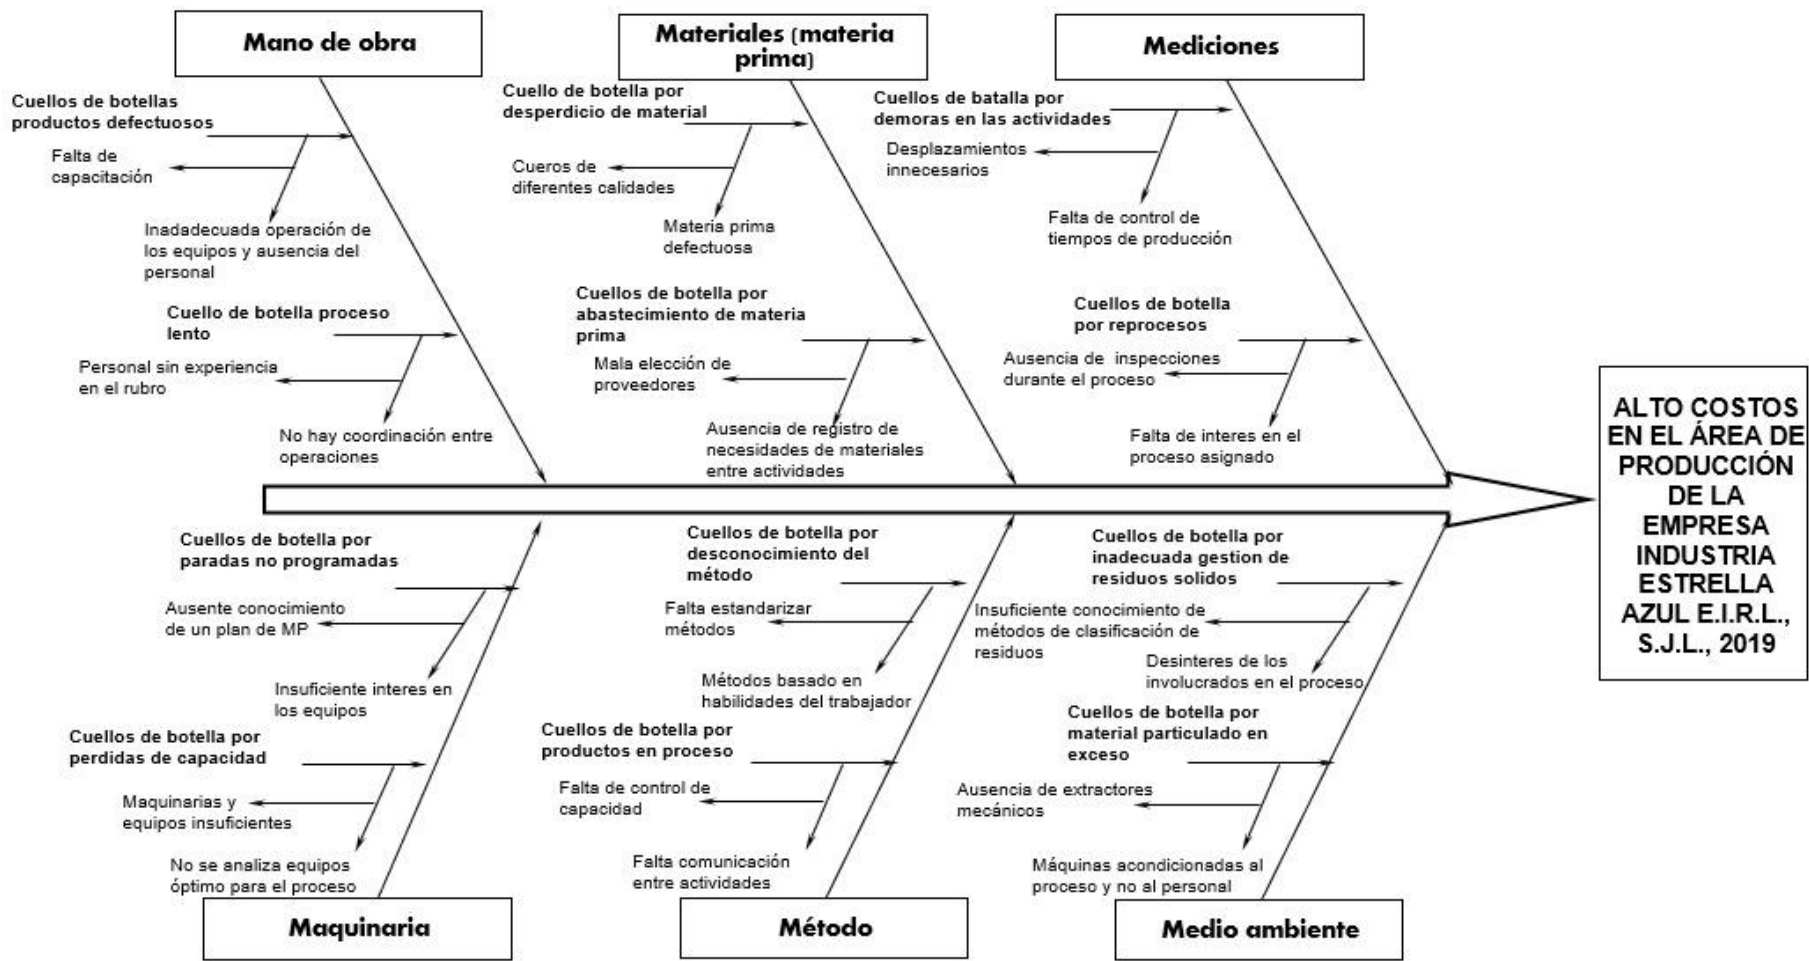 Mano de obra
Cuellos de botellas
productos defectuosos
Falta de
capacitación
Inadadecuada operación de
los equipos y ausencia del
personal
Cuello de botella proceso
lento
Personal sin experiencia
en el rubro
No hay coordinación entre
operaciones
Materiales (materia
prima)
Cuello de botella por
desperdicio de material
Cueros de
diferentes calidades
Materia prima
defectuosa
Cuellos de botella por
abastecimiento de materia
prima
Mala elección de
proveedores
Ausencia de registro de
necesidades de materiales
entre actividades
Mediciones
Cuellos de batalla por
demoras en las actividades
Desplazamientos
innecesarios
Falta de control de
tiempos de producción
Cuellos de botella
por reprocesos
Ausencia de inspecciones
durante el proceso
Falta de interes en el
proceso asignado
ALTO COSTOS
EN EL ÁREA DE
PRODUCCIÓN
DE LA
EMPRESA
INDUSTRIA
ESTRELLA
AZUL E.I.R.L.,
S.J.L., 2019
Cuellos de botella por
paradas no programadas
Ausente conocimiento
de un plan de MP
Insuficiente interes en
los equipos
Cuellos de botella por
perdidas de capacidad
Maquinarias y
equipos insuficientes
No se analiza equipos
óptimo para el proceso
Maquinaria
Cuellos de botella por
desconocimiento del
método
Falta estandarizar
métodos
Métodos basado en
habilidades del trabajador
Cuellos de botella por
productos en proceso
Falta de control de
capacidad
Falta comunicación
entre actividades
Método
Cuellos de botella por
inadecuada gestion de
residuos solidos
Insuficiente conocimiento de
métodos de clasificación de
residuos
Desinteres de los
involucrados en el proceso
Cuellos de botella por
material particulado en
exceso
Ausencia de extractores
mecánicos
Máquinas acondicionadas al
proceso y no al personal
Medio ambiente